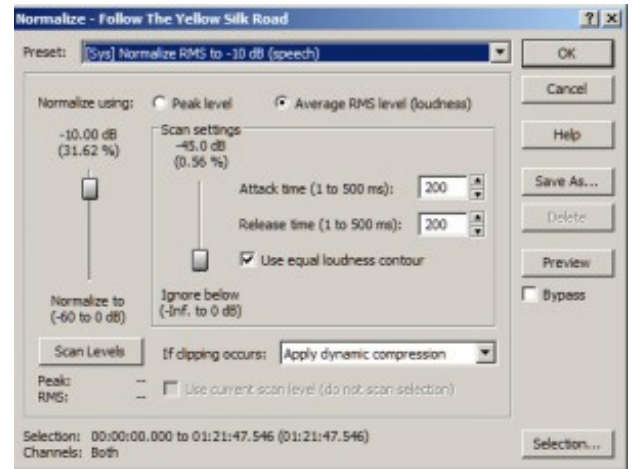 Normalize - Follow The Yellow Silk Road
Preset: [Sys] Normalize RMS to -10 dB (speech)
OK
Cancel
Help
Save As...
Delete
Preview
Bypass
Normalize using: Peak level Average RMS level (loudness)
-10.00 dB
(31.62 %)
Normalize to
(-60 to 0 dB)
Scan settings
-45.0 dB
(0.56 %)
Attack time (1 to 500 ms): 200
Release time (1 to 500 ms): 200
Use equal loudness contour
Ignore below
(-Inf. to 0 dB)
Scan Levels
If clipping occurs: Apply dynamic compression
Peak: --
RMS: --
Use current scan level (do not scan selection)
Selection: 00:00:00.000 to 01:21:47.546 (01:21:47.546)
Channels: Both
Selection...